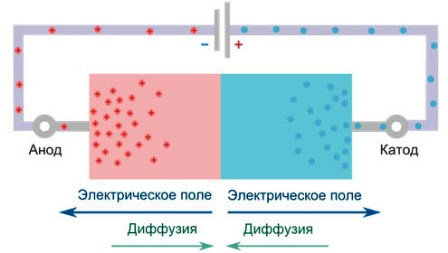 - +
Анод
Катод
Электрическое поле Электрическое поле
Диффузия Диффузия